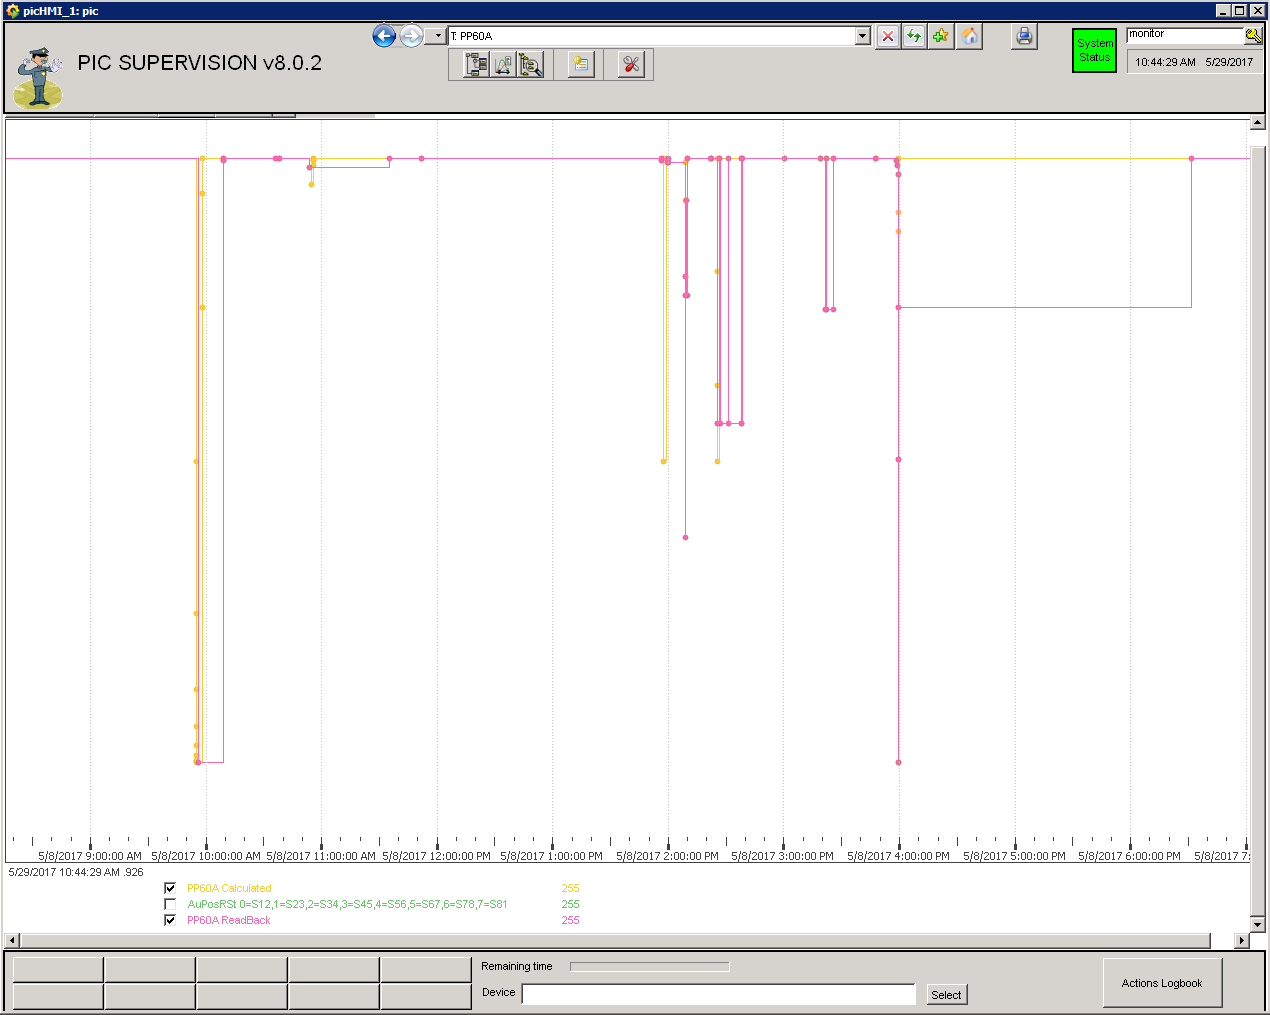 picHMI_1: pic
T: PP60A
PIC SUPERVISION v8.0.2
System
Status
monitor
10:44:29 AM 5/29/2017
5/8/2017 9:00:00 AM 5/8/2017 10:00:00 AM 5/8/2017 11:00:00 AM 5/8/2017 12:00:00 PM 5/8/2017 1:00:00 PM 5/8/2017 2:00:00 PM 5/8/2017 3:00:00 PM 5/8/2017 4:00:00 PM 5/8/2017 5:00:00 PM 5/8/2017 6:00:00 PM 5/8/2017 7:
5/29/2017 10:44:29 AM .926
PP60A Calculated 255
AuPosRSt 0=S12,1=S23,2=S34,3=S45,4=S56,5=S67,6=S78,7=S81 255
PP60A ReadBack 255
Remaining time
Device
Select
Actions Logbook